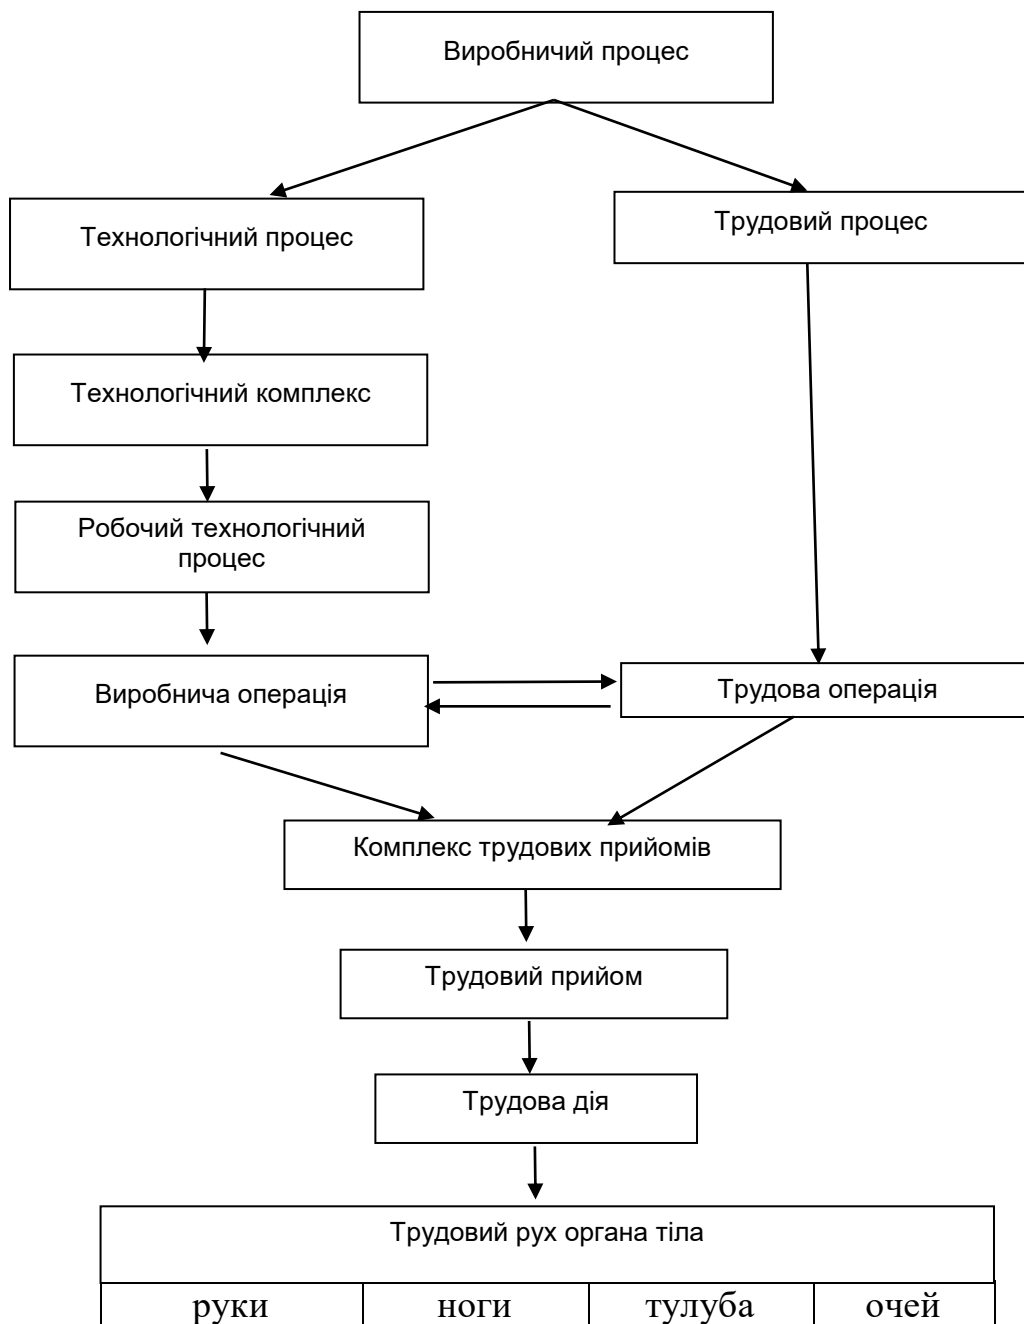 Виробничий процес
Технологічний процес
Трудовий процес
Технологічний комплекс
Робочий технологічний
процес
Виробнича операція
Трудова операція
Комплекс трудових прийомів
Трудовий прийом
Трудова дія
Трудовий рух органа тіла
руки ноги тулуба очей